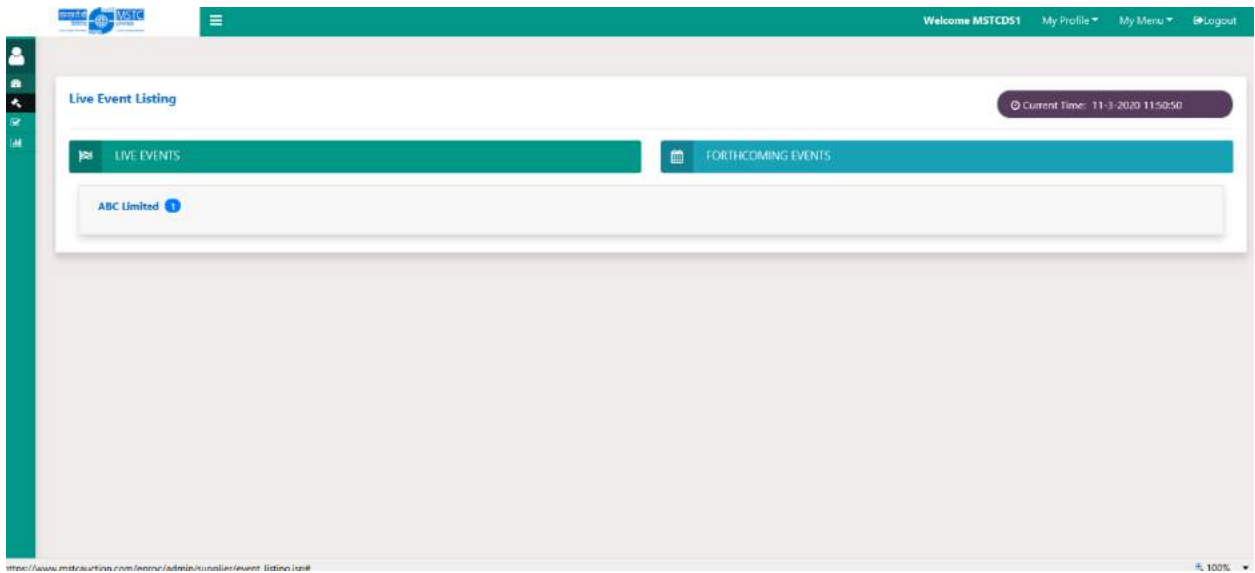 MSTC
Welcome MSTCDS1 My Profile My Menu Logout
Live Event Listing
Current Time: 11-3-2020 11:50:50
LIVE EVENTS
FORTHCOMING EVENTS
ABC Limited 1
https://www.mstcauction.com/eproc/admin/supplier/event_listing.jsp#
100%